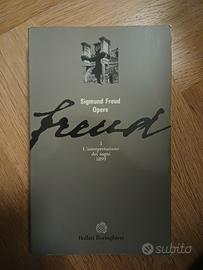 Sigmund Freud
Opere
freud
3
L'interpretazione
dei sogni
1899
Bollati Boringhieri
subito